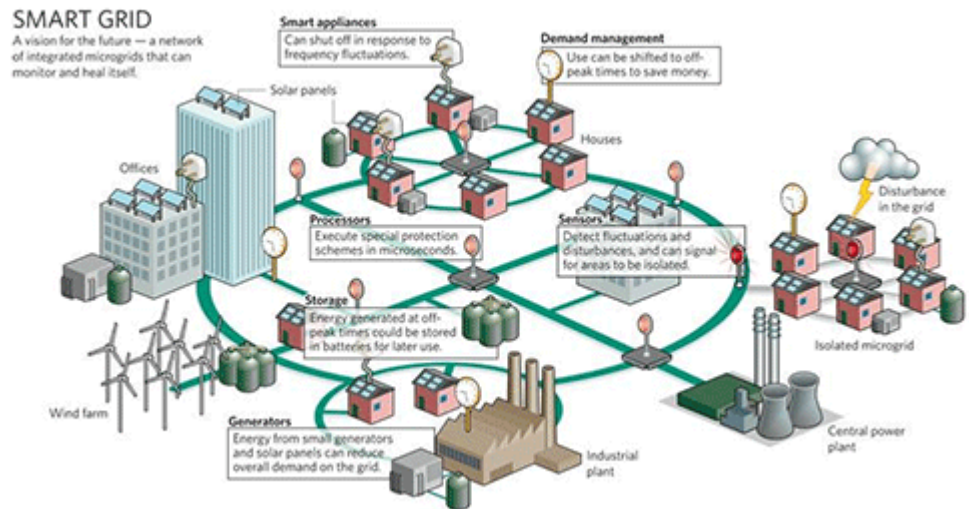 SMART GRID
A vision for the future — a network
of integrated microgrids that can
monitor and heal itself.
Smart appliances
Can shut off in response to
frequency fluctuations.
Demand management
Use can be shifted to off-
peak times to save money.
Solar panels
Houses
Offices
Disturbance
in the grid
Processors
Execute special protection
schemes in microseconds.
Sensors
Detect fluctuations and
disturbances, and can signal
for areas to be isolated.
Storage
Energy generated at off-
peak times could be stored
in batteries for later use.
Isolated microgrid
Wind farm
Generators
Energy from small generators
and solar panels can reduce
overall demand on the grid.
Industrial
plant
Central power
plant